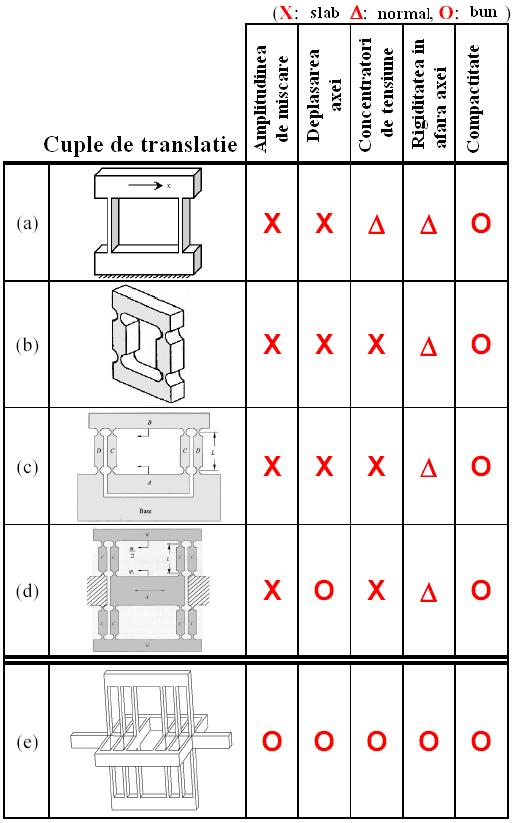 (X: slab Δ: normal, O: bun )
Cuple de translatie
Amplitudinea
de miscare
Deplasarea
axei
Concentratori
de tensiune
Rigiditatea in
afara axei
Compactitate
(a)
x
X X Δ Δ O
(b)
X X X Δ O
(c)
B
D C C D
L
A
Base
X X X Δ O
(d)
L
A
X O X Δ O
(e)
O O O O O